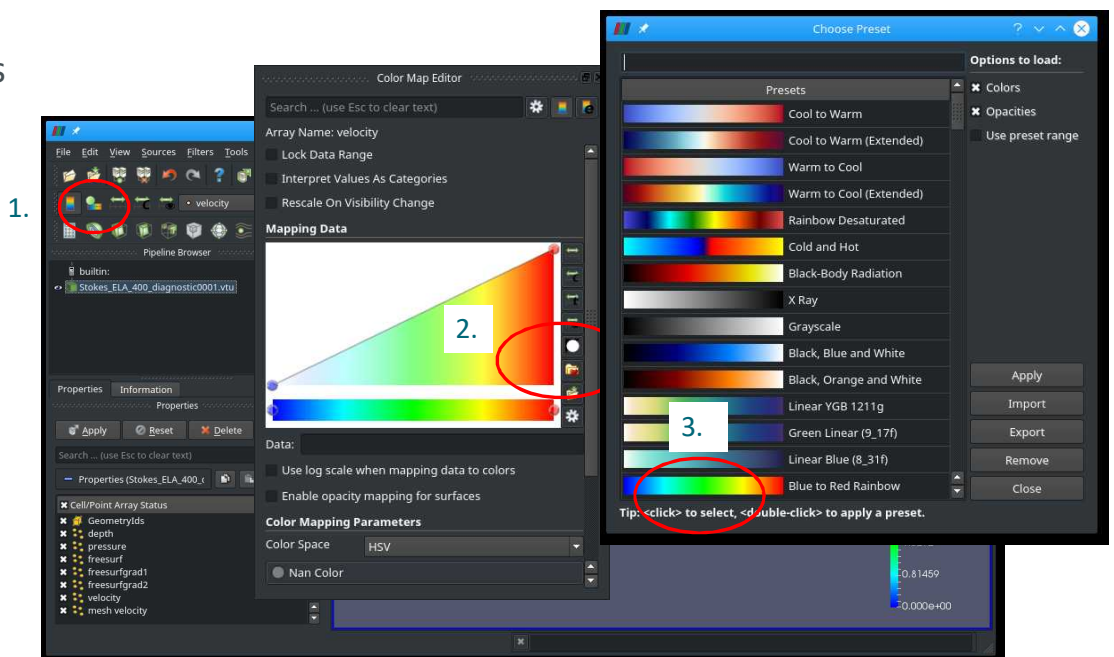 s
1.
File Edit View Sources Filters Tools
velocity
Pipeline Browser
builtin:
Stokes_ELA_400_diagnostic0001.vtu
Properties Information
Properties
Apply Reset Delete
Search ... (use Esc to clear text)
Properties (Stokes_ELA_400_
Cell/Point Array Status
GeometryIds
depth
pressure
freesurf
freesurfgrad1
freesurfgrad2
velocity
mesh velocity
Color Map Editor
Search ... (use Esc to clear text)
Array Name: velocity
Lock Data Range
Interpret Values As Categories
Rescale On Visibility Change
Mapping Data
2.
Data:
Use log scale when mapping data to colors
Enable opacity mapping for surfaces
Color Mapping Parameters
Color Space HSV
Nan Color
Choose Preset
Presets
Cool to Warm
Cool to Warm (Extended)
Warm to Cool
Warm to Cool (Extended)
Rainbow Desaturated
Cold and Hot
Black-Body Radiation
X Ray
Grayscale
Black, Blue and White
Black, Orange and White
Linear YGB 1211g
Green Linear (9_17f)
Linear Blue (8_31f)
Blue to Red Rainbow
3.
Tip: <click> to select, <double-click> to apply a preset.
Options to load:
Colors
Opacities
Use preset range
Apply
Import
Export
Remove
Close
0.81459
0.000e+00